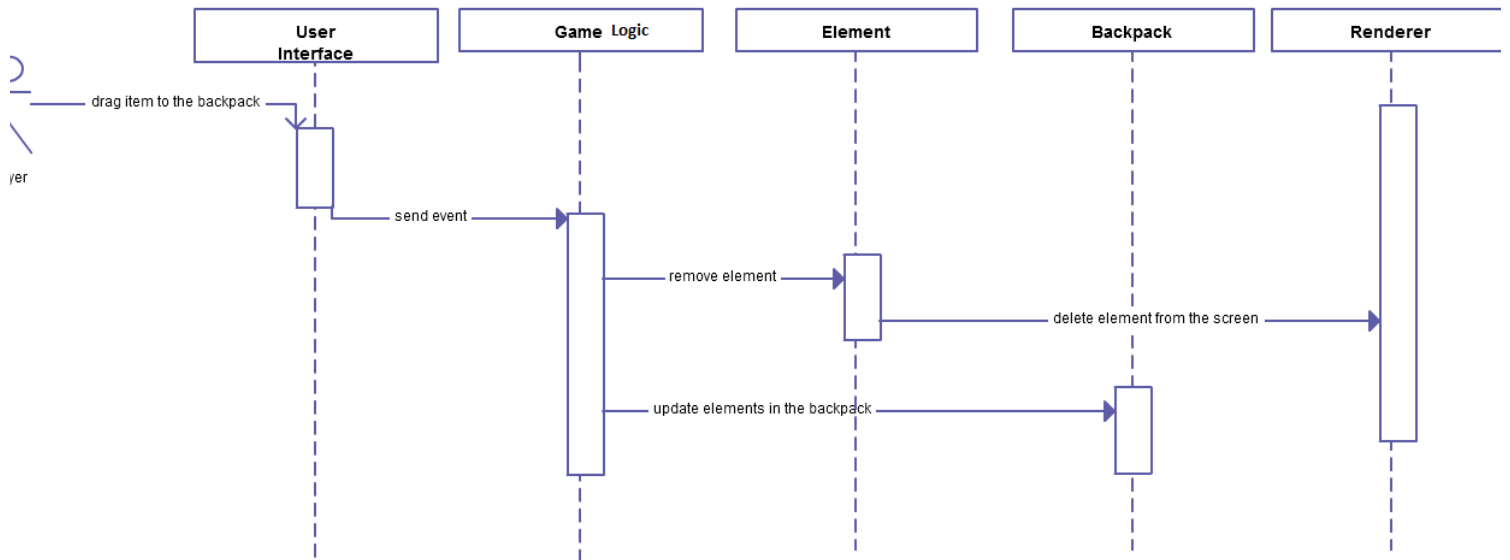 User
Interface
Game Logic
Element
Backpack
Renderer
drag item to the backpack
yer
send event
remove element
delete element from the screen
update elements in the backpack